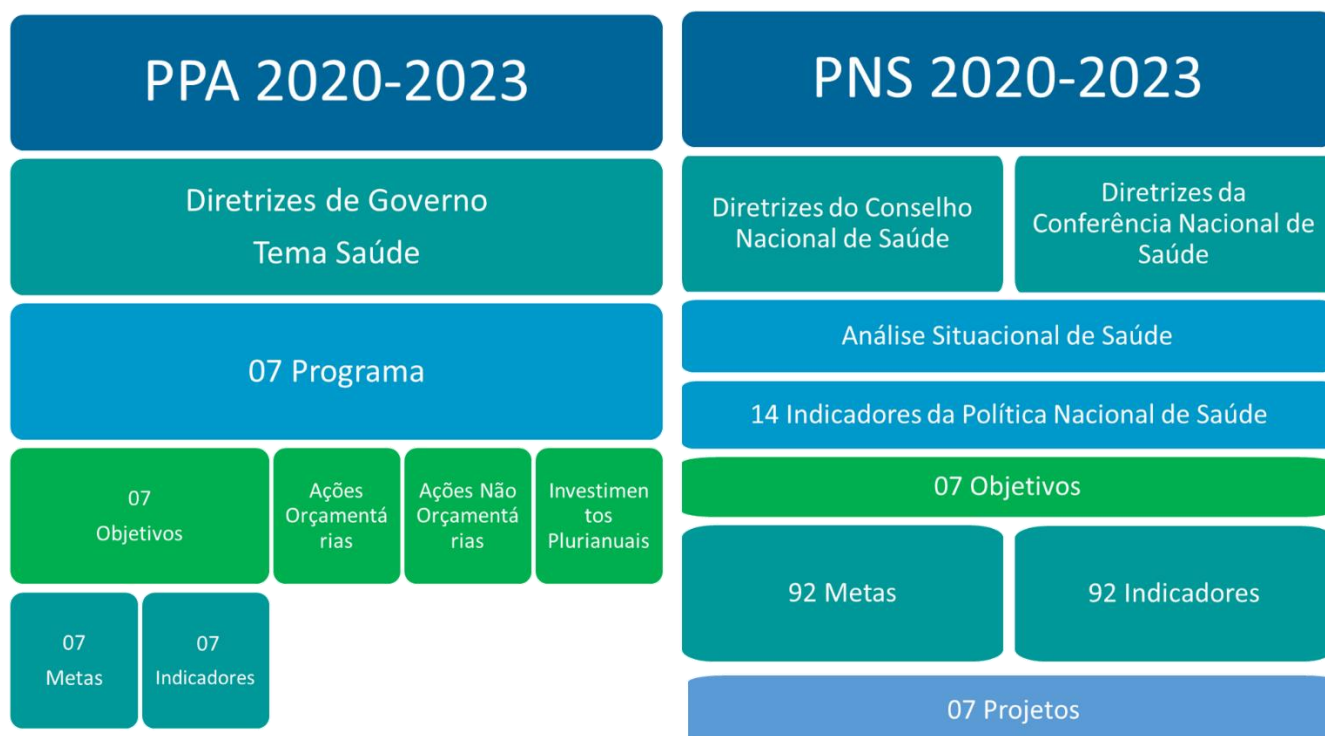 PPA 2020-2023
Diretrizes de Governo
Tema Saúde
07 Programa
07
Objetivos
Ações
Orçamentá
rias
Ações Não
Orçamentá
rias
Investimen
tos
Plurianuais
07
Metas
07
Indicadores
PNS 2020-2023
Diretrizes do Conselho
Nacional de Saúde
Diretrizes da
Conferência Nacional de
Saúde
Análise Situacional de Saúde
14 Indicadores da Política Nacional de Saúde
07 Objetivos
92 Metas
92 Indicadores
07 Projetos